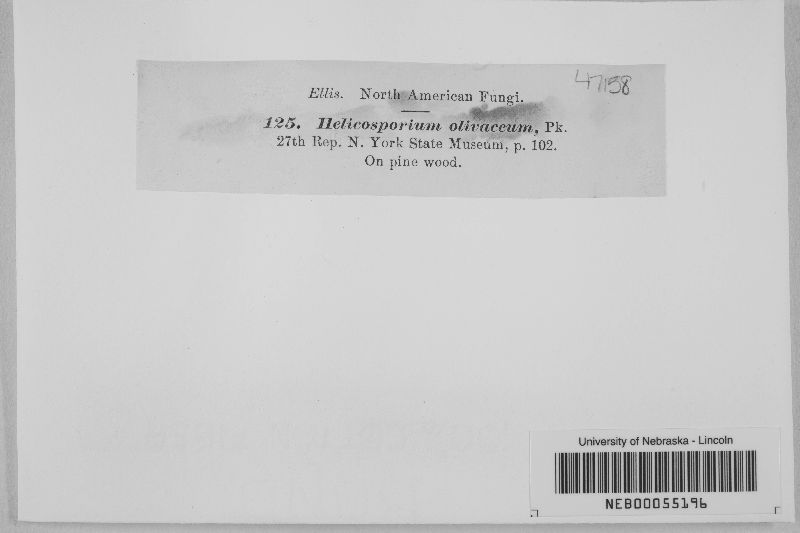 47158
Ellis. North American Fungi.
125. Helicosporium olivaceum, Pk.
27th Rep. N. York State Museum, p. 102.
On pine wood.
University of Nebraska - Lincoln
NEB00055196